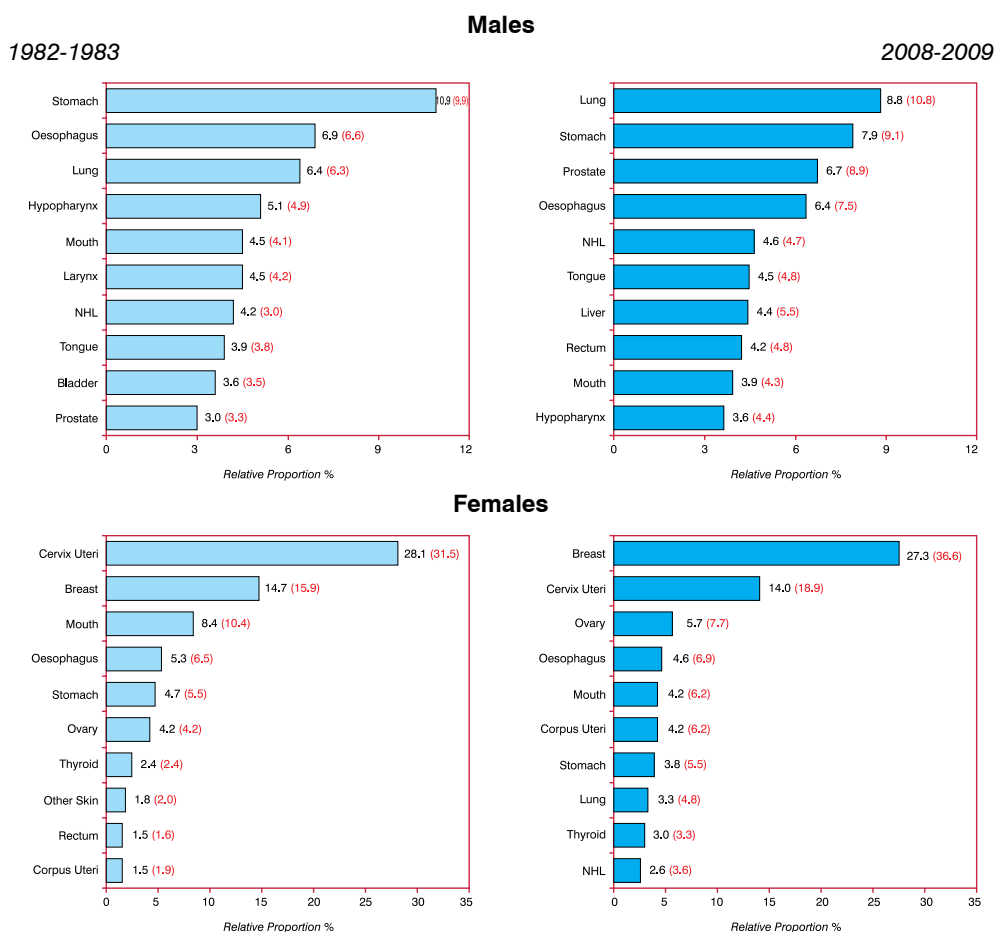 Males
1982-1983
2008-2009
Stomach 10.9 (9.9)
Oesophagus 6.9 (6.6)
Lung 6.4 (6.3)
Hypopharynx 5.1 (4.9)
Mouth 4.5 (4.1)
Larynx 4.5 (4.2)
NHL 4.2 (3.0)
Tongue 3.9 (3.8)
Bladder 3.6 (3.5)
Prostate 3.0 (3.3)
0 3 6 9 12
Relative Proportion %
Lung 8.8 (10.8)
Stomach 7.9 (9.1)
Prostate 6.7 (8.9)
Oesophagus 6.4 (7.5)
NHL 4.6 (4.7)
Tongue 4.5 (4.8)
Liver 4.4 (5.5)
Rectum 4.2 (4.8)
Mouth 3.9 (4.3)
Hypopharynx 3.6 (4.4)
0 3 6 9 12
Relative Proportion %
Females
Cervix Uteri 28.1 (31.5)
Breast 14.7 (15.9)
Mouth 8.4 (10.4)
Oesophagus 5.3 (6.5)
Stomach 4.7 (5.5)
Ovary 4.2 (4.2)
Thyroid 2.4 (2.4)
Other Skin 1.8 (2.0)
Rectum 1.5 (1.6)
Corpus Uteri 1.5 (1.9)
0 5 10 15 20 25 30 35
Relative Proportion %
Breast 27.3 (36.6)
Cervix Uteri 14.0 (18.9)
Ovary 5.7 (7.7)
Oesophagus 4.6 (6.9)
Mouth 4.2 (6.2)
Corpus Uteri 4.2 (6.2)
Stomach 3.8 (5.5)
Lung 3.3 (4.8)
Thyroid 3.0 (3.3)
NHL 2.6 (3.6)
0 5 10 15 20 25 30 35
Relative Proportion %